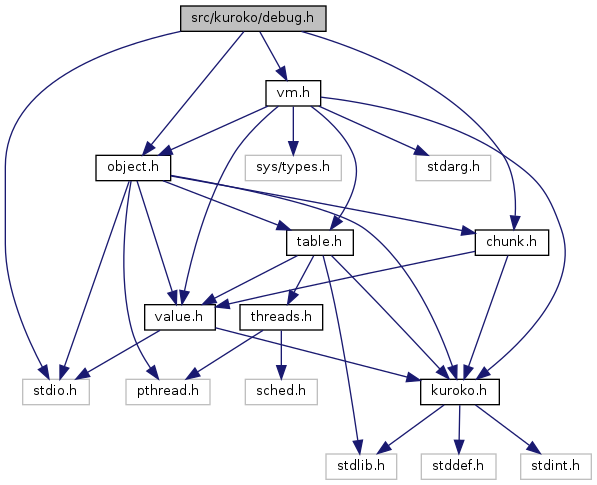 src/kuroko/debug.h
vm.h
object.h
sys/types.h
stdarg.h
table.h
chunk.h
value.h
threads.h
stdio.h
pthread.h
sched.h
kuroko.h
stdlib.h
stddef.h
stdint.h